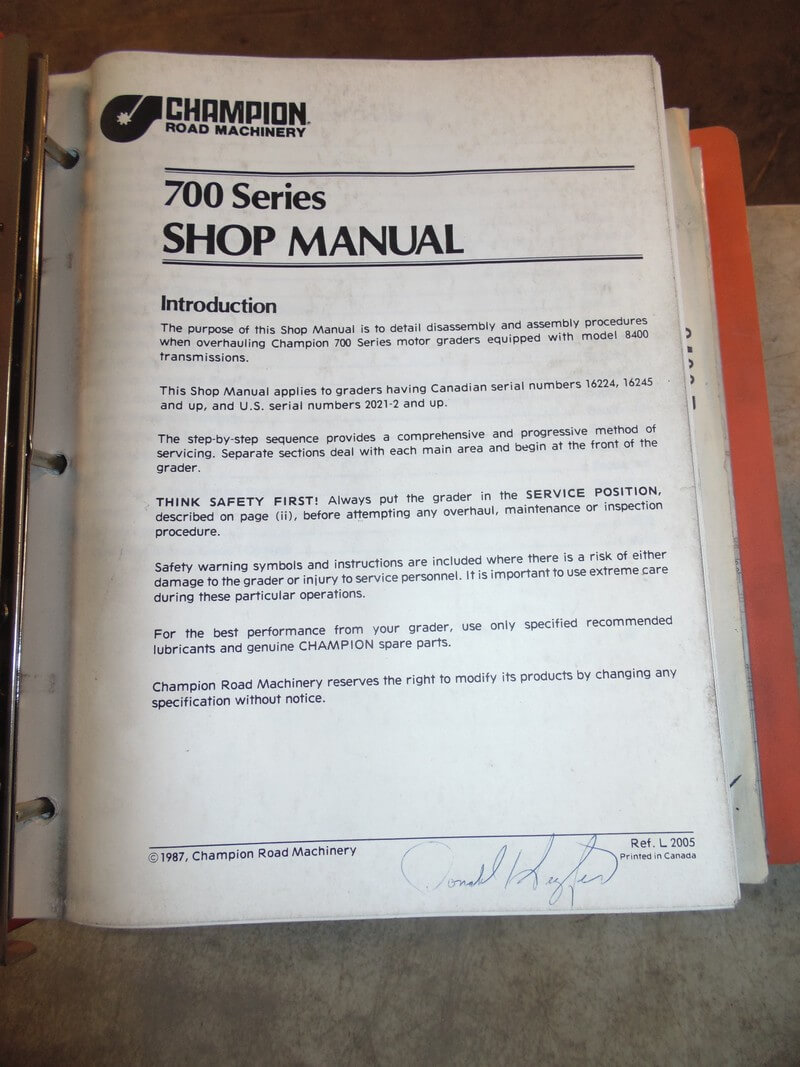 CHAMPION
ROAD MACHINERY
700 Series
SHOP MANUAL
Introduction
The purpose of this Shop Manual is to detail disassembly and assembly procedures
when overhauling Champion 700 Series motor graders equipped with model 8400
transmissions.
This Shop Manual applies to graders having Canadian serial numbers 16224, 16245
and up, and U.S. serial numbers 2021-2 and up.
The step-by-step sequence provides a comprehensive and progressive method of
servicing. Separate sections deal with each main area and begin at the front of the
grader.
THINK SAFETY FIRST! Always put the grader in the SERVICE POSITION,
described on page (ii), before attempting any overhaul, maintenance or inspection
procedure.
Safety warning symbols and instructions are included where there is a risk of either
damage to the grader or injury to service personnel. It is important to use extreme care
during these particular operations.
For the best performance from your grader, use only specified recommended
lubricants and genuine CHAMPION spare parts.
Champion Road Machinery reserves the right to modify its products by changing any
specification without notice.
©1987, Champion Road Machinery
Ref. L 2005
Printed in Canada
Donald